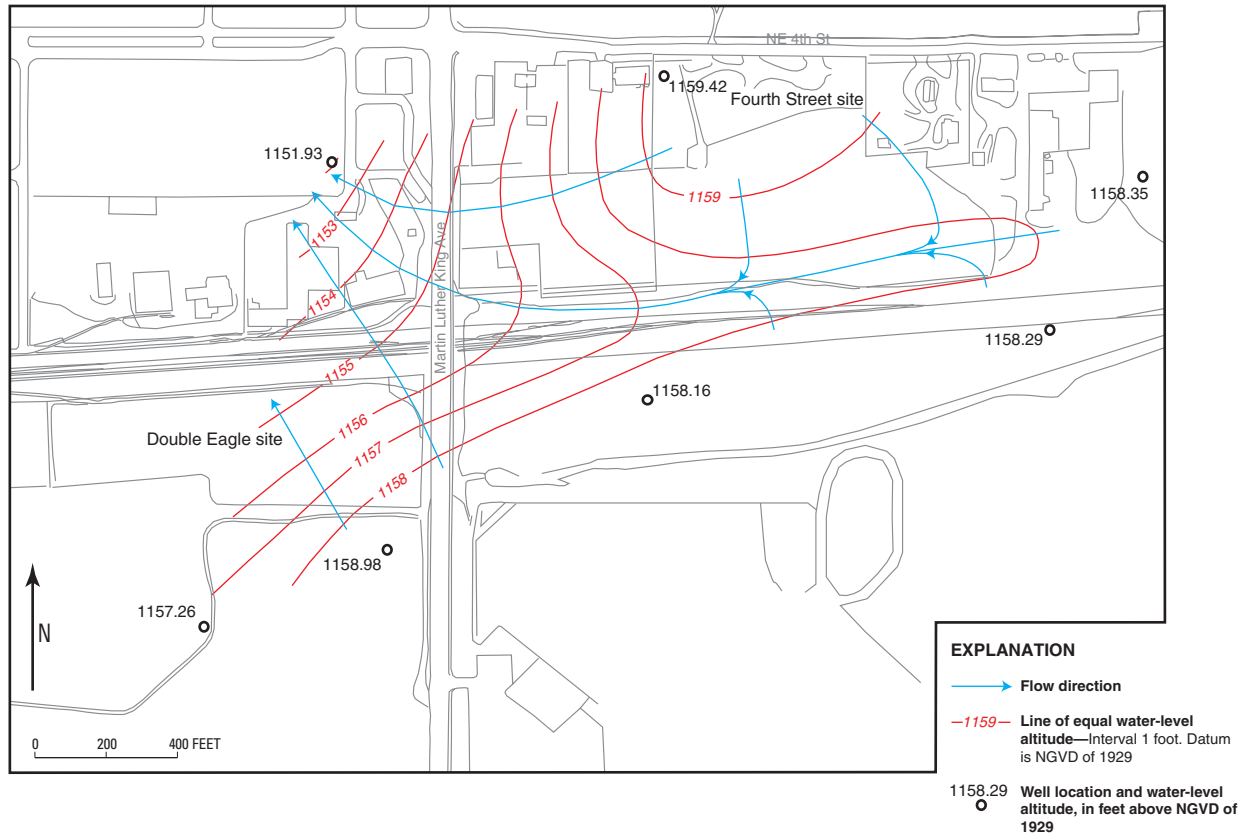 NE 4th St
1159.42
Fourth Street site
1151.93
1158.35
1159
1153
Martin Luther King Ave
1154
1158.29
1155
1158.16
1156
Double Eagle site
1157
1158
1158.98
1157.26
N
0 200 400 FEET
EXPLANATION
Flow direction
1159 Line of equal water-level
altitude—Interval 1 foot. Datum
is NGVD of 1929
1158.29 Well location and water-level
altitude, in feet above NGVD of
1929